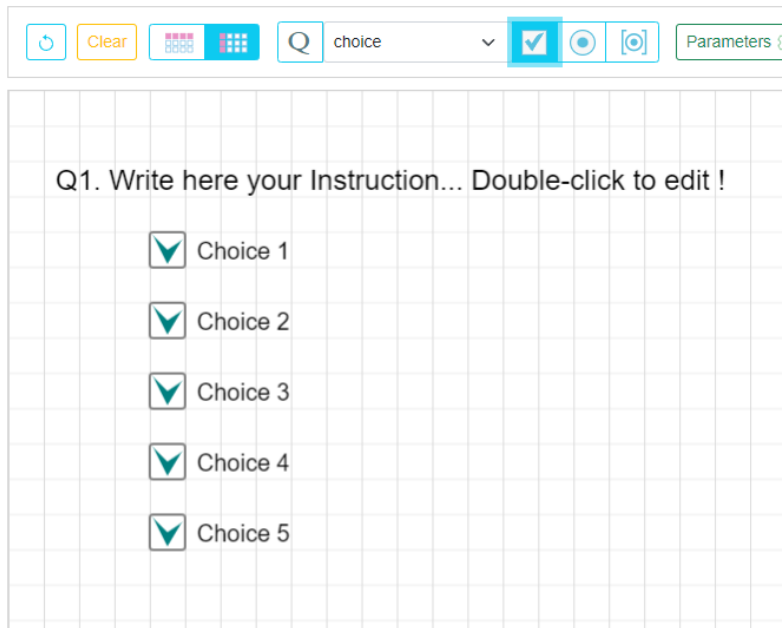 Clear Q choice Parameters
Q1. Write here your Instruction... Double-click to edit !
Choice 1
Choice 2
Choice 3
Choice 4
Choice 5